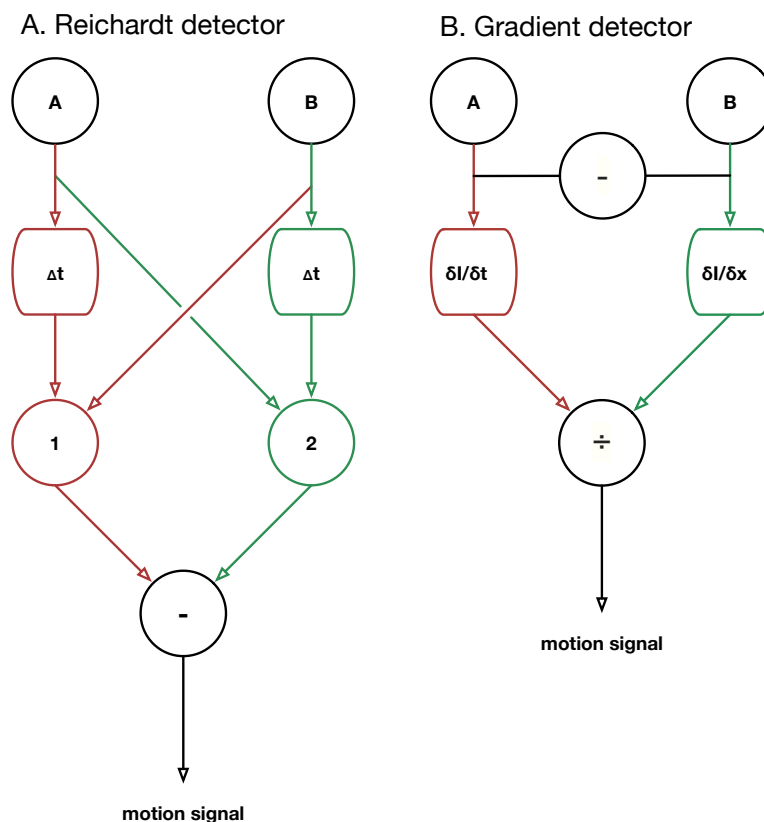 A. Reichardt detector
A
B
Δt
Δt
1
2
-
motion signal
B. Gradient detector
A
B
-
δI/δt
δI/δx
÷
motion signal